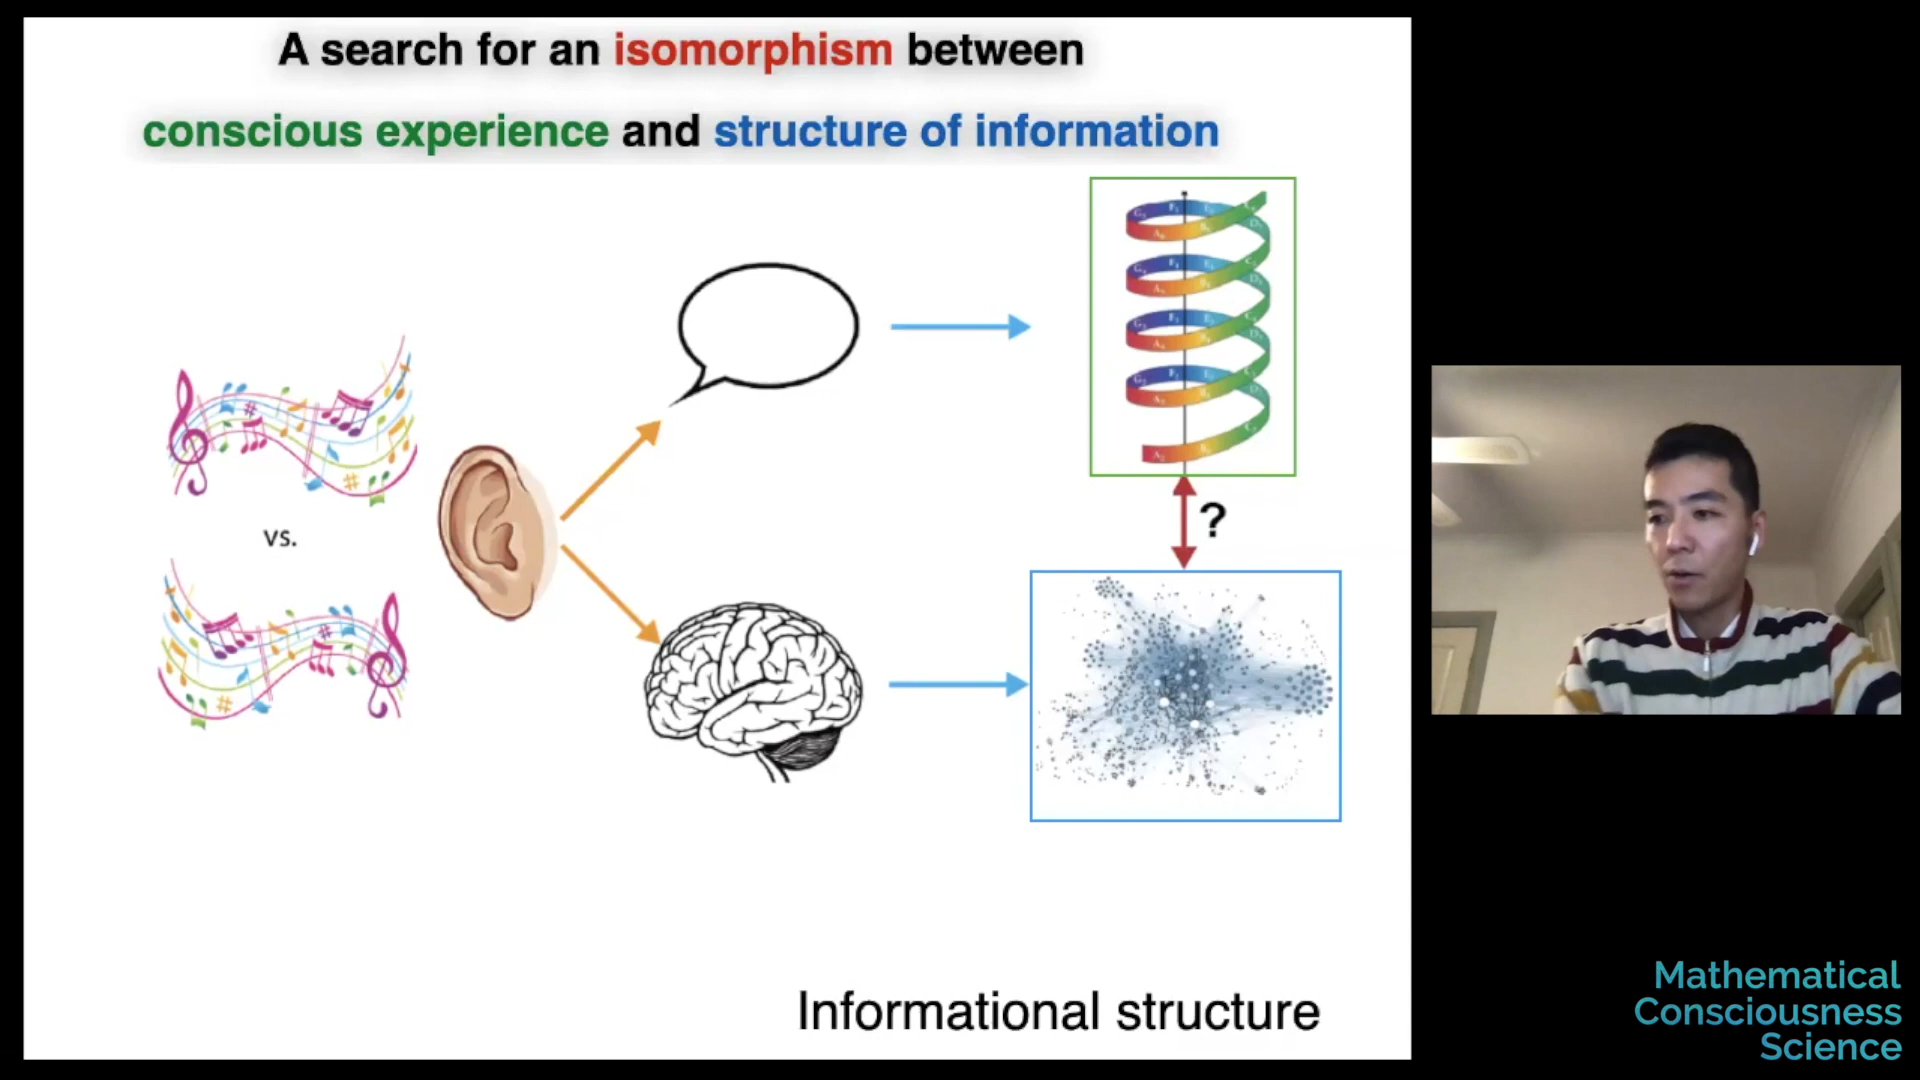 A search for an isomorphism between
conscious experience and structure of information
vs.
?
Informational structure
Mathematical
Consciousness
Science